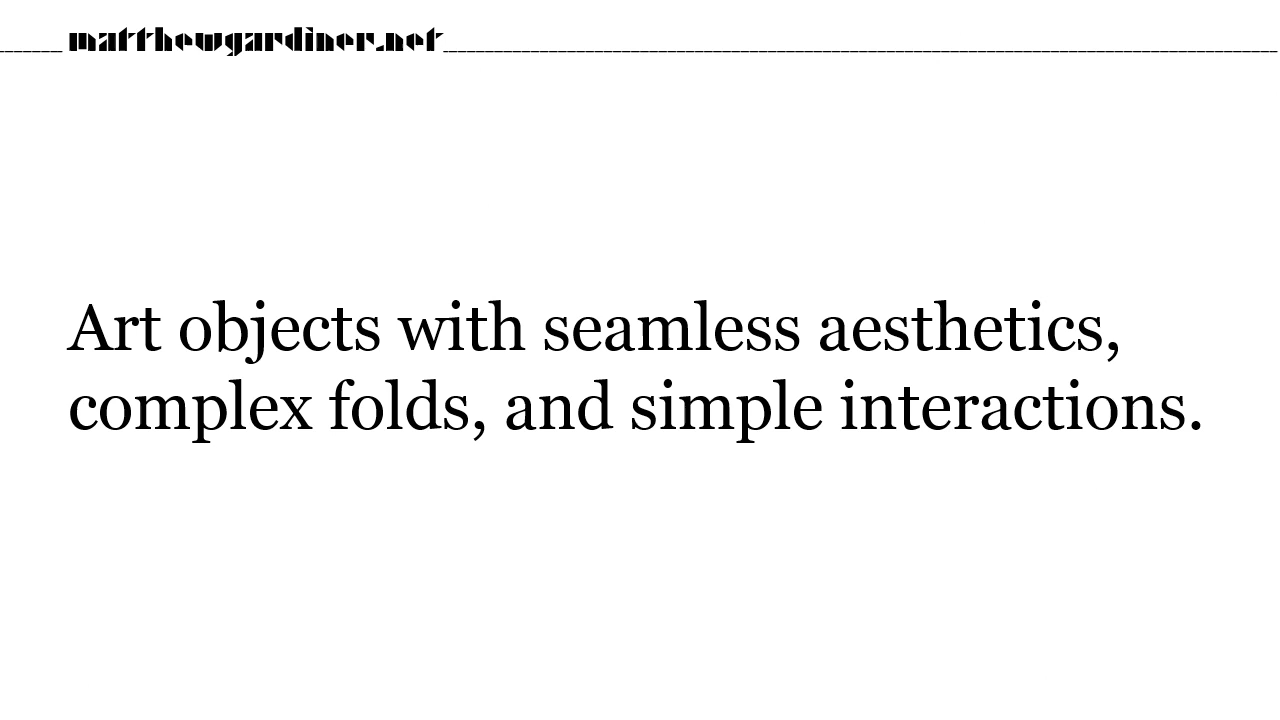 matthewgardiner.net
Art objects with seamless aesthetics,
complex folds, and simple interactions.